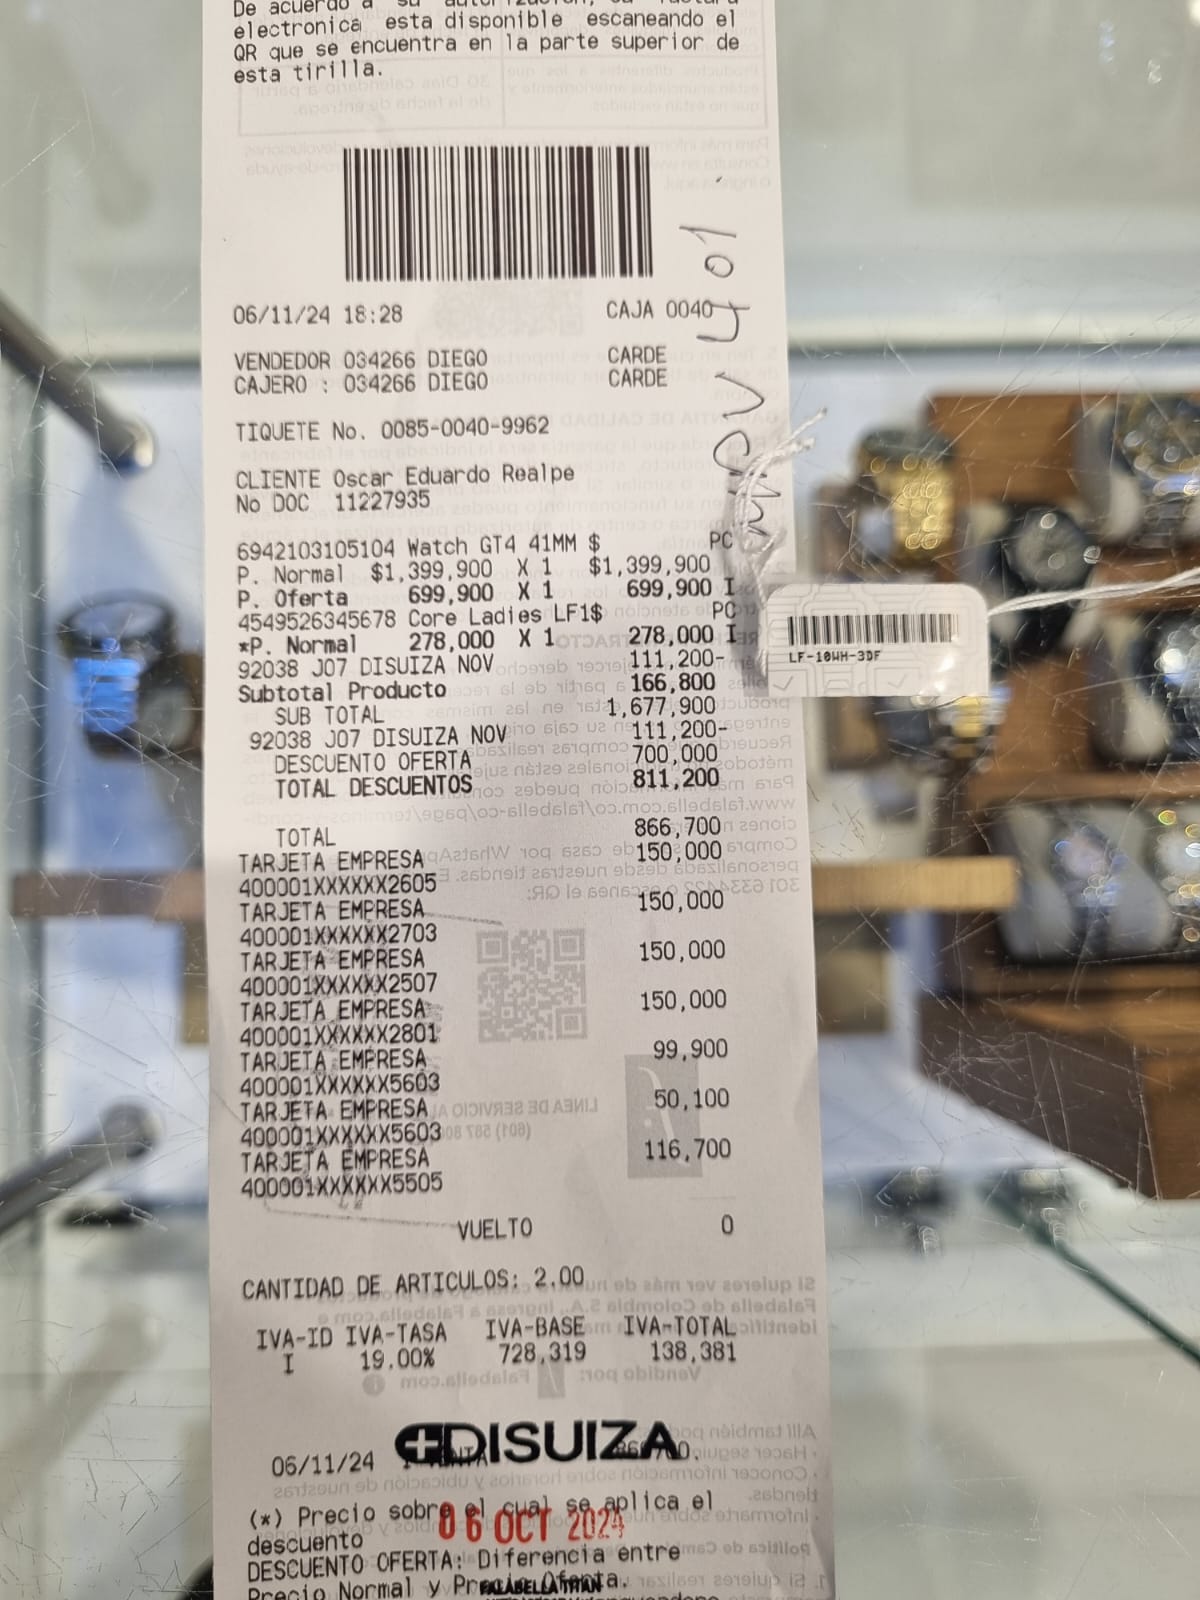 De acuerdo a su autorización, su factura
electronica esta disponible escaneando el
QR que se encuentra en la parte superior de
esta tirilla.
06/11/24 18:28 CAJA 0040
VENDEDOR 034266 DIEGO CARDE
CAJERO : 034266 DIEGO CARDE
TIQUETE No. 0085-0040-9962
CLIENTE Oscar Eduardo Realpe
No DOC 11227935
6942103105104 Watch GT4 41MM $ PC
P. Normal $1,399,900 X 1 $1,399,900
P. Oferta 699,900 X 1 699,900 I
4549526345678 Core Ladies LF1$ PC
*P. Normal 278,000 X 1 278,000 I
92038 J07 DISUIZA NOV 111,200-
Subtotal Producto 166,800
SUB TOTAL 1,677,900
92038 J07 DISUIZA NOV 111,200-
DESCUENTO OFERTA 700,000
TOTAL DESCUENTOS 811,200
TOTAL 866,700
TARJETA EMPRESA 150,000
400001XXXXXX2605
TARJETA EMPRESA 150,000
400001XXXXXX2703
TARJETA EMPRESA 150,000
400001XXXXXX2507
TARJETA EMPRESA 150,000
400001XXXXXX2801
TARJETA EMPRESA 99,900
400001XXXXXX5603
TARJETA EMPRESA 50,100
400001XXXXXX5603
TARJETA EMPRESA 116,700
400001XXXXXX5505
VUELTO 0
CANTIDAD DE ARTICULOS: 2.00
IVA-ID IVA-TASA IVA-BASE IVA-TOTAL
I 19.00% 728,319 138,381
DISUIZA
06/11/24
(*) Precio sobre el cual se aplica el
06 OCT 2024
descuento
DESCUENTO OFERTA: Diferencia entre
Precio Normal y Precio Oferta.
FALABELLA TITAN
LF-10WH-3DF